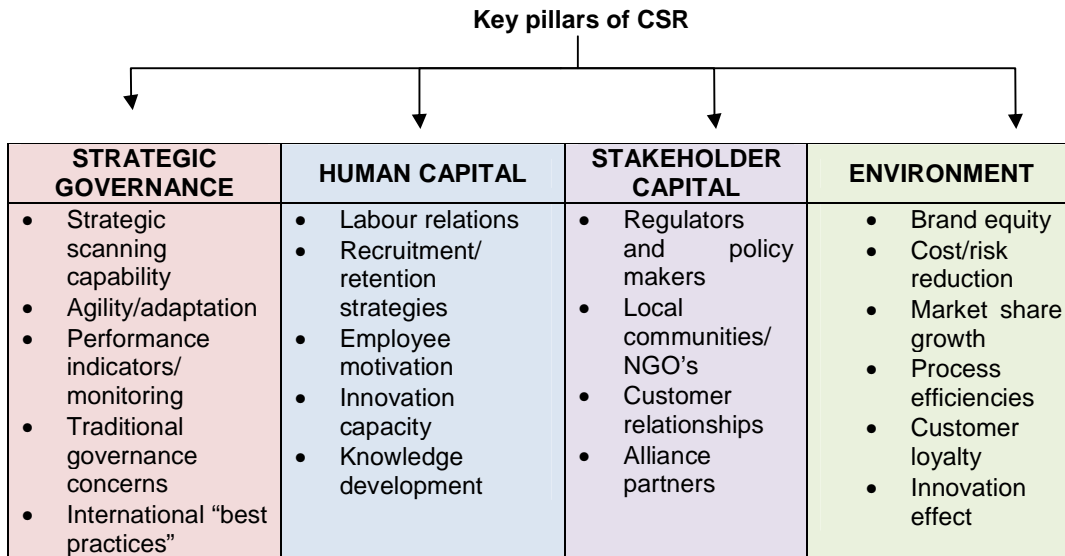 Key pillars of CSR
STRATEGIC
GOVERNANCE
HUMAN CAPITAL
STAKEHOLDER
CAPITAL
ENVIRONMENT
• Strategic
scanning
capability
• Agility/adaptation
• Performance
indicators/
monitoring
• Traditional
governance
concerns
• International “best
practices”
• Labour relations
• Recruitment/
retention
strategies
• Employee
motivation
• Innovation
capacity
• Knowledge
development
• Regulators
and policy
makers
• Local
communities/
NGO’s
• Customer
relationships
• Alliance
partners
• Brand equity
• Cost/risk
reduction
• Market share
growth
• Process
efficiencies
• Customer
loyalty
• Innovation
effect